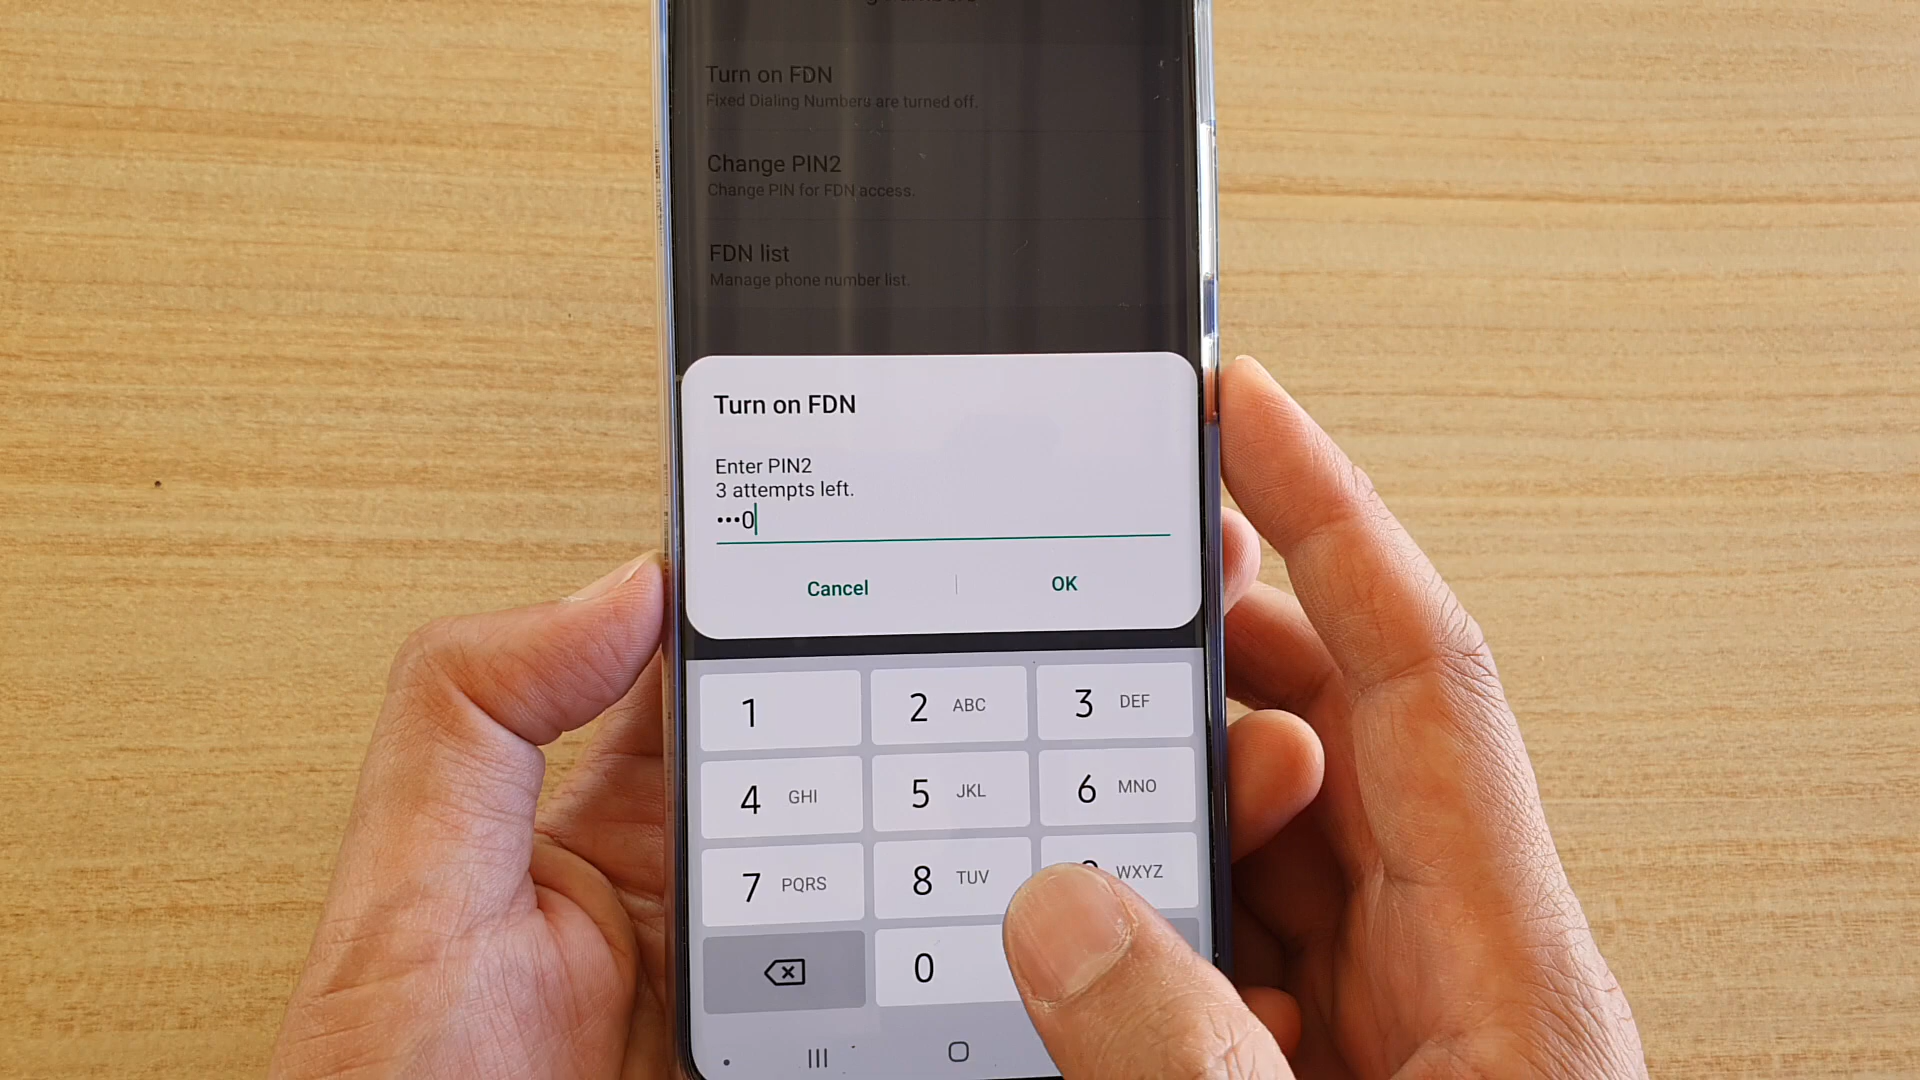 Turn on FDN
Fixed Dialing Numbers are turned off.
Change PIN2
Change PIN for FDN access.
FDN list
Manage phone number list.
Turn on FDN
Enter PIN2
3 attempts left.
•••0
Cancel OK
1 2 ABC 3 DEF
4 GHI 5 JKL 6 MNO
7 PQRS 8 TUV WXYZ
0